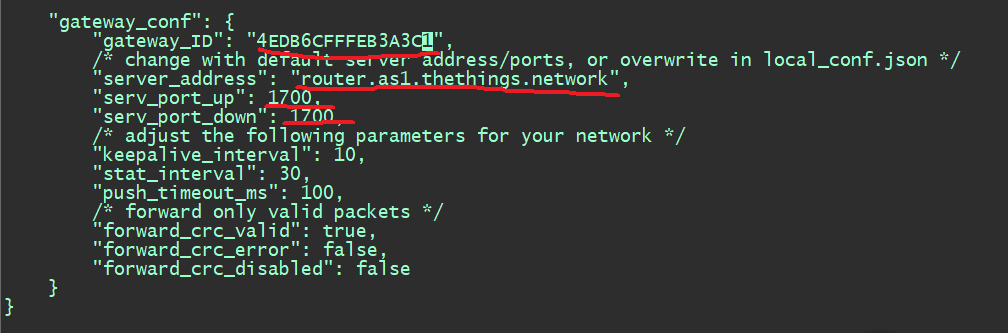 "gateway_conf": {
"gateway_ID": "4EDB6CFFFEB3A3C1",
/* change with default server address/ports, or overwrite in local_conf.json */
"server_address": "router.as1.thethings.network",
"serv_port_up": 1700,
"serv_port_down": 1700,
/* adjust the following parameters for your network */
"keepalive_interval": 10,
"stat_interval": 30,
"push_timeout_ms": 100,
/* forward only valid packets */
"forward_crc_valid": true,
"forward_crc_error": false,
"forward_crc_disabled": false
}
}